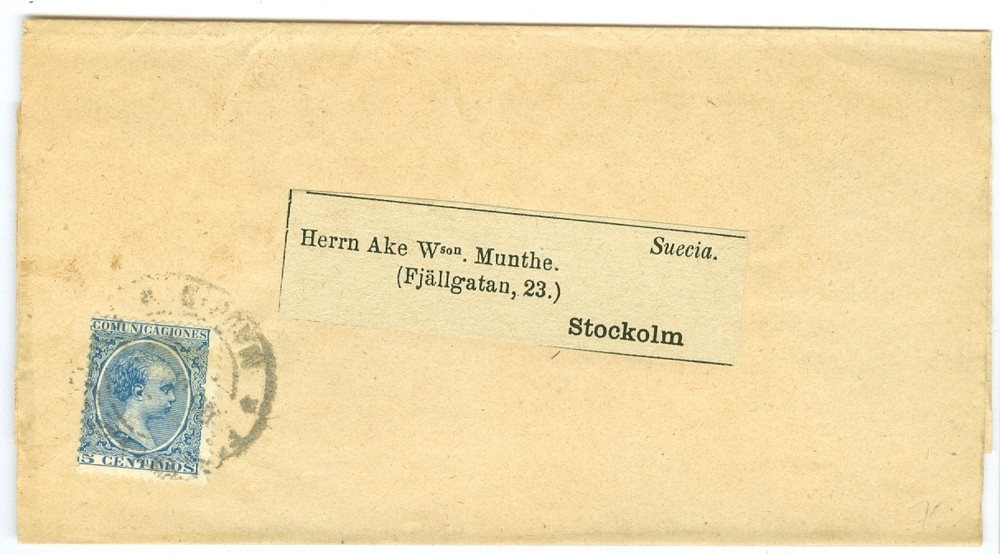 Suecia.
Herrn Ake Wson. Munthe.
(Fjällgatan, 23.)
Stockolm
COMUNICACIONES
5 CENTIMOS